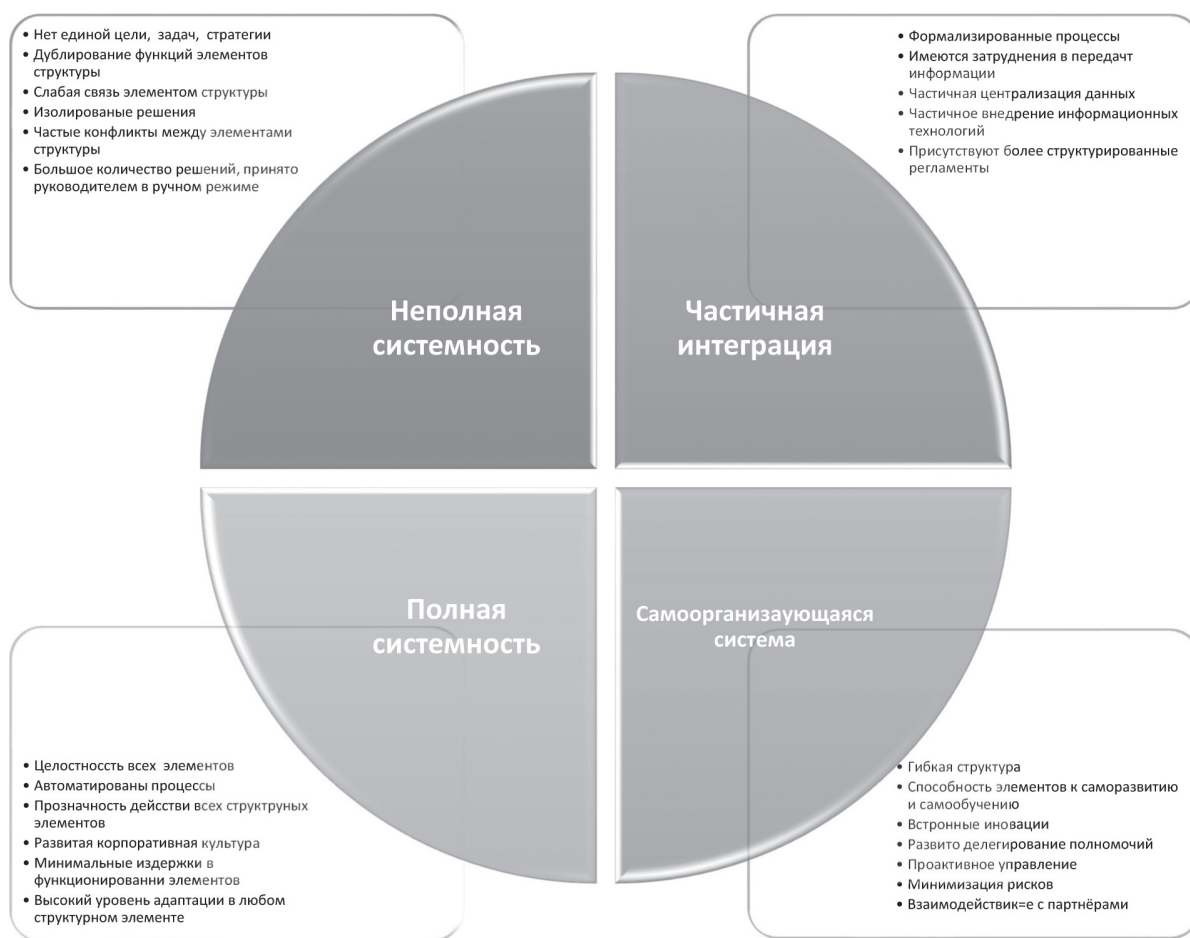 • Нет единой цели, задач, стратегии
• Дублирование функций элементов
структуры
• Слабая связь элементом структуры
• Изолированые решения
• Частые конфликты между элементами
структуры
• Большое количество решений, принято
руководителем в ручном режиме
• Формализированные процессы
• Имеются затруднения в передачт
информации
• Частичная централизация данных
• Частичное внедрение информационных
технологий
• Присутствуют более структурированные
регламенты
Неполная
системность
Частичная
интеграция
Полная
системность
Самоорганизаующаяся
система
• Целостноссть всех элементов
• Автоматированы процессы
• Прозначность дейсстви всех структруных
элементов
• Развитая корпоративная культура
• Минимальные издержки в
функционированни элементов
• Высокий уровень адаптации в любом
структурном элементе
• Гибкая структура
• Способность элементов к саморазвитию
и самообучению
• Встронные иновации
• Развито делегирование полномочий
• Проактивное управление
• Минимизация рисков
• Взаимодействик=е с партнёрами